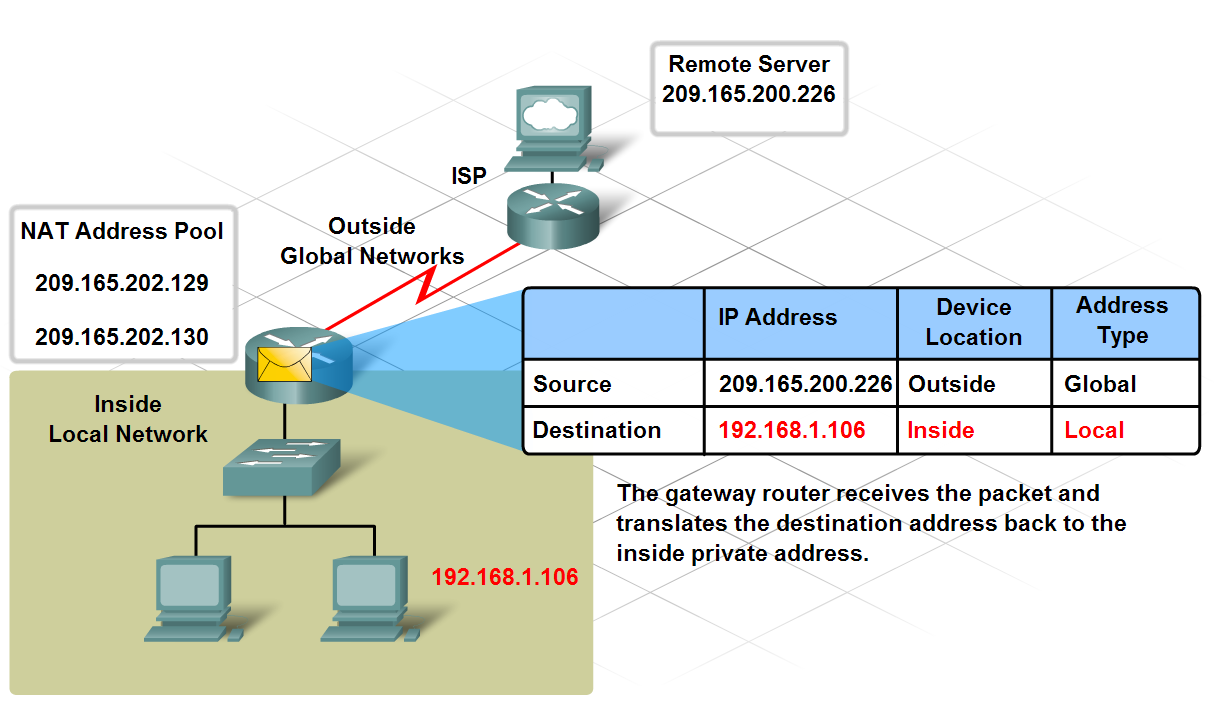 Remote Server
209.165.200.226
ISP
NAT Address Pool
209.165.202.129
209.165.202.130
Outside
Global Networks
IP Address
Device
Location
Address
Type
Source
209.165.200.226
Outside
Global
Destination
192.168.1.106
Inside
Local
Inside
Local Network
The gateway router receives the packet and
translates the destination address back to the
inside private address.
192.168.1.106